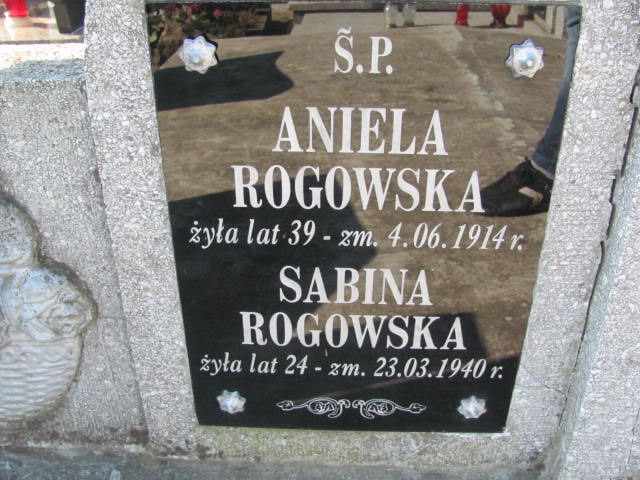 Ś.P.
ANIELA
ROGOWSKA
żyła lat 39 - zm. 4.06.1914 r.
SABINA
ROGOWSKA
żyła lat 24 - zm. 23.03.1940 r.